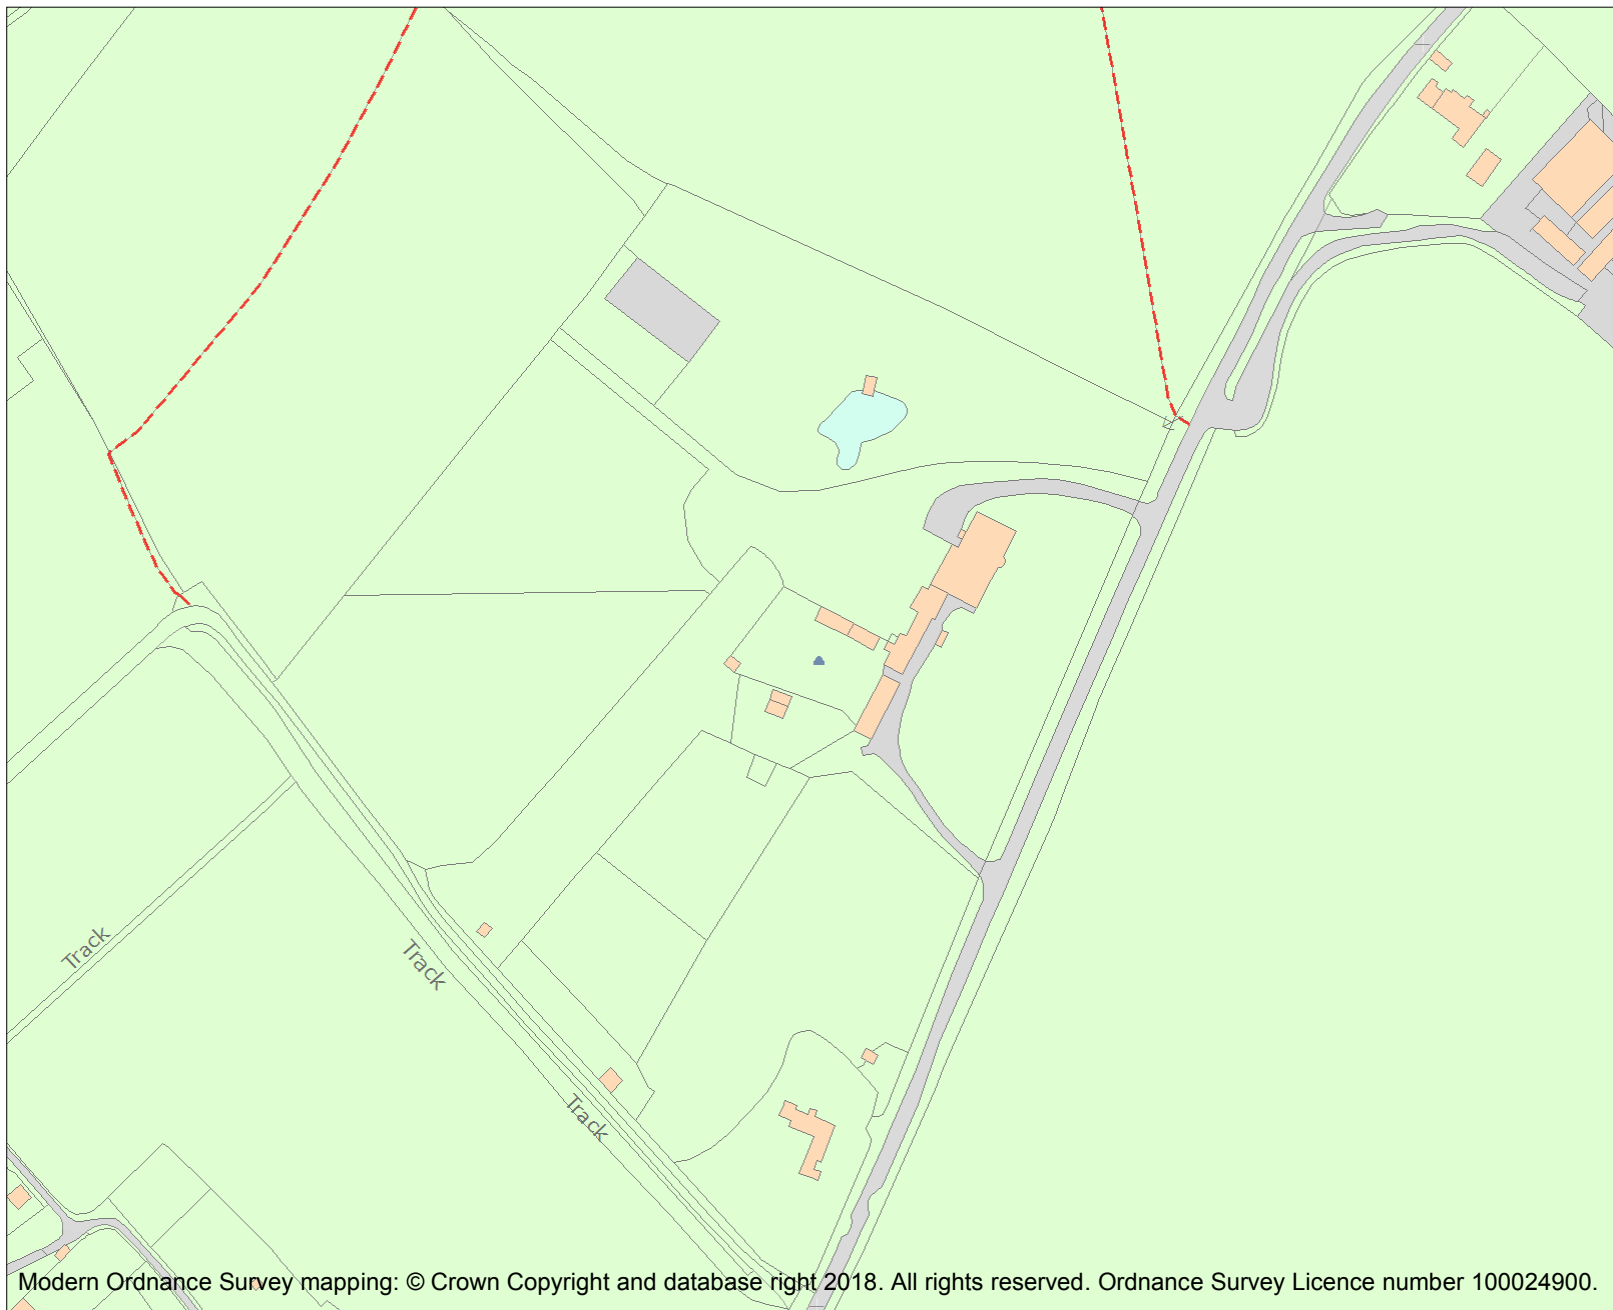 Track
Track
Track
Modern Ordnance Survey mapping: © Crown Copyright and database right 2018. All rights reserved. Ordnance Survey Licence number 100024900.